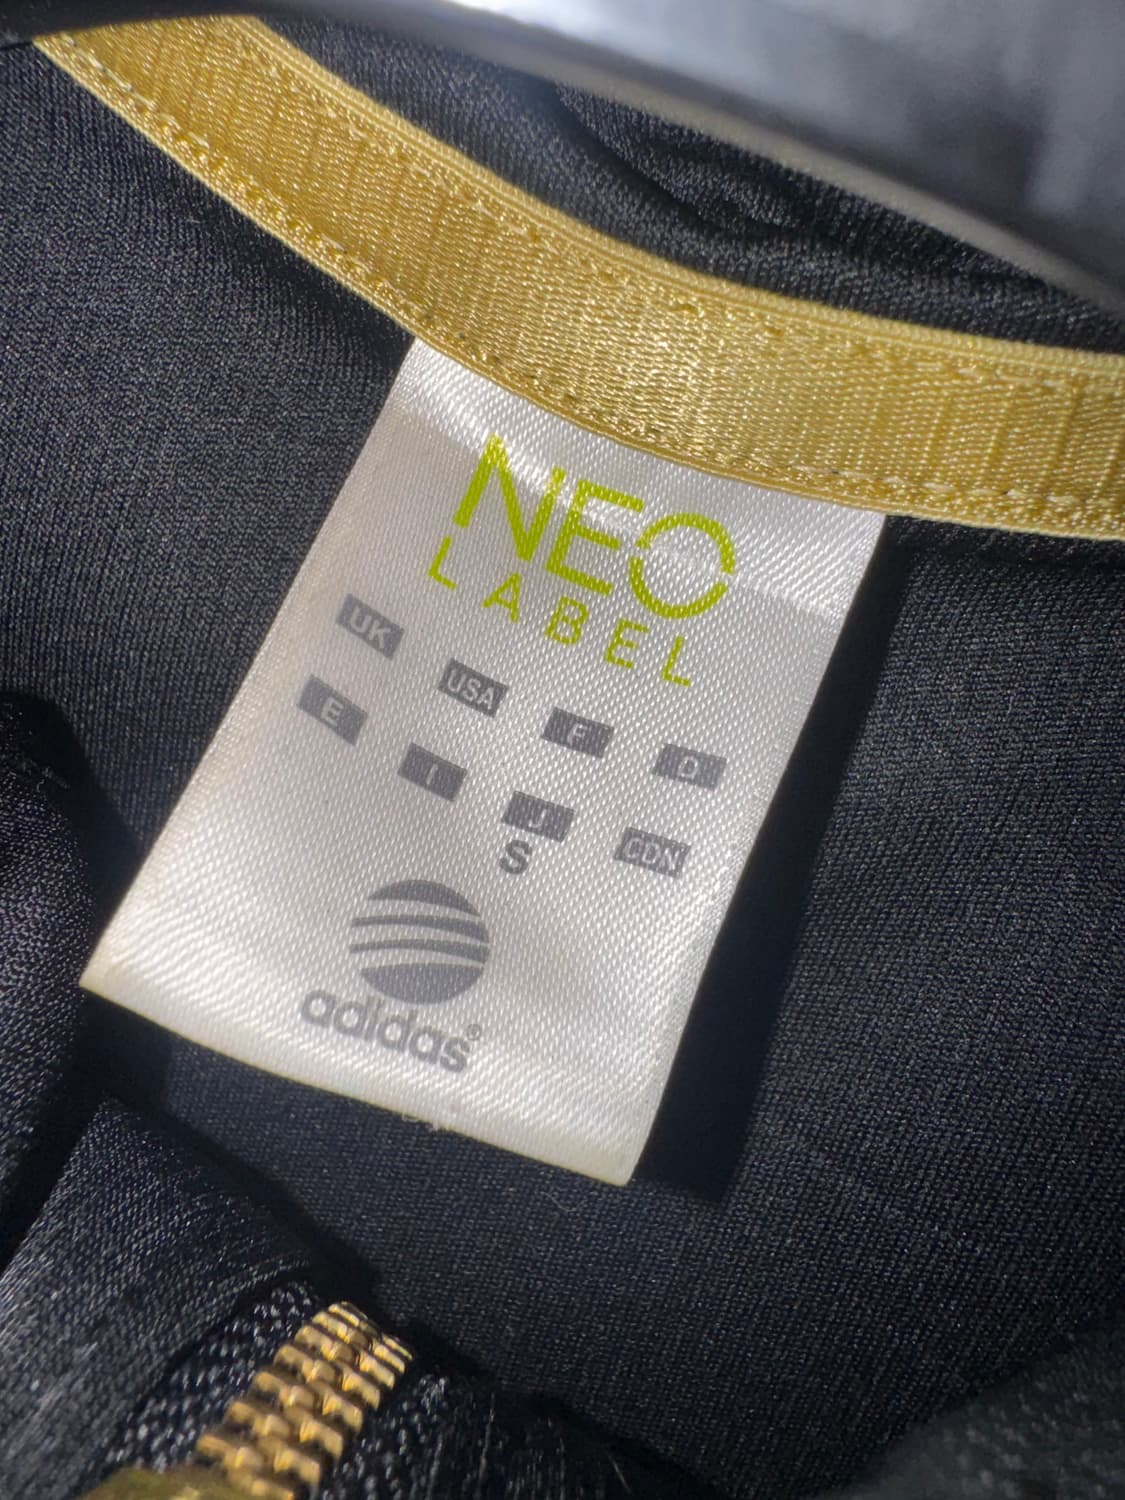 NEO
LABEL
UK USA F D
E I J CDN
S
adidas®